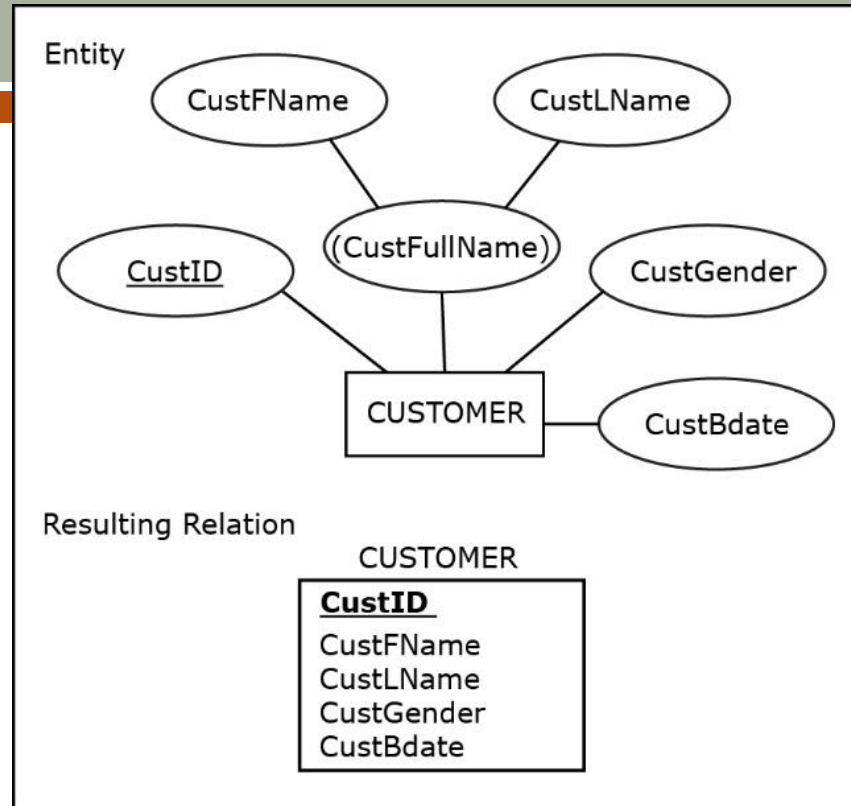 Entity
CustFName
CustLName
(CustFullName)
CustID
CustGender
CUSTOMER
CustBdate
Resulting Relation
CUSTOMER
CustID
CustFName
CustLName
CustGender
CustBdate